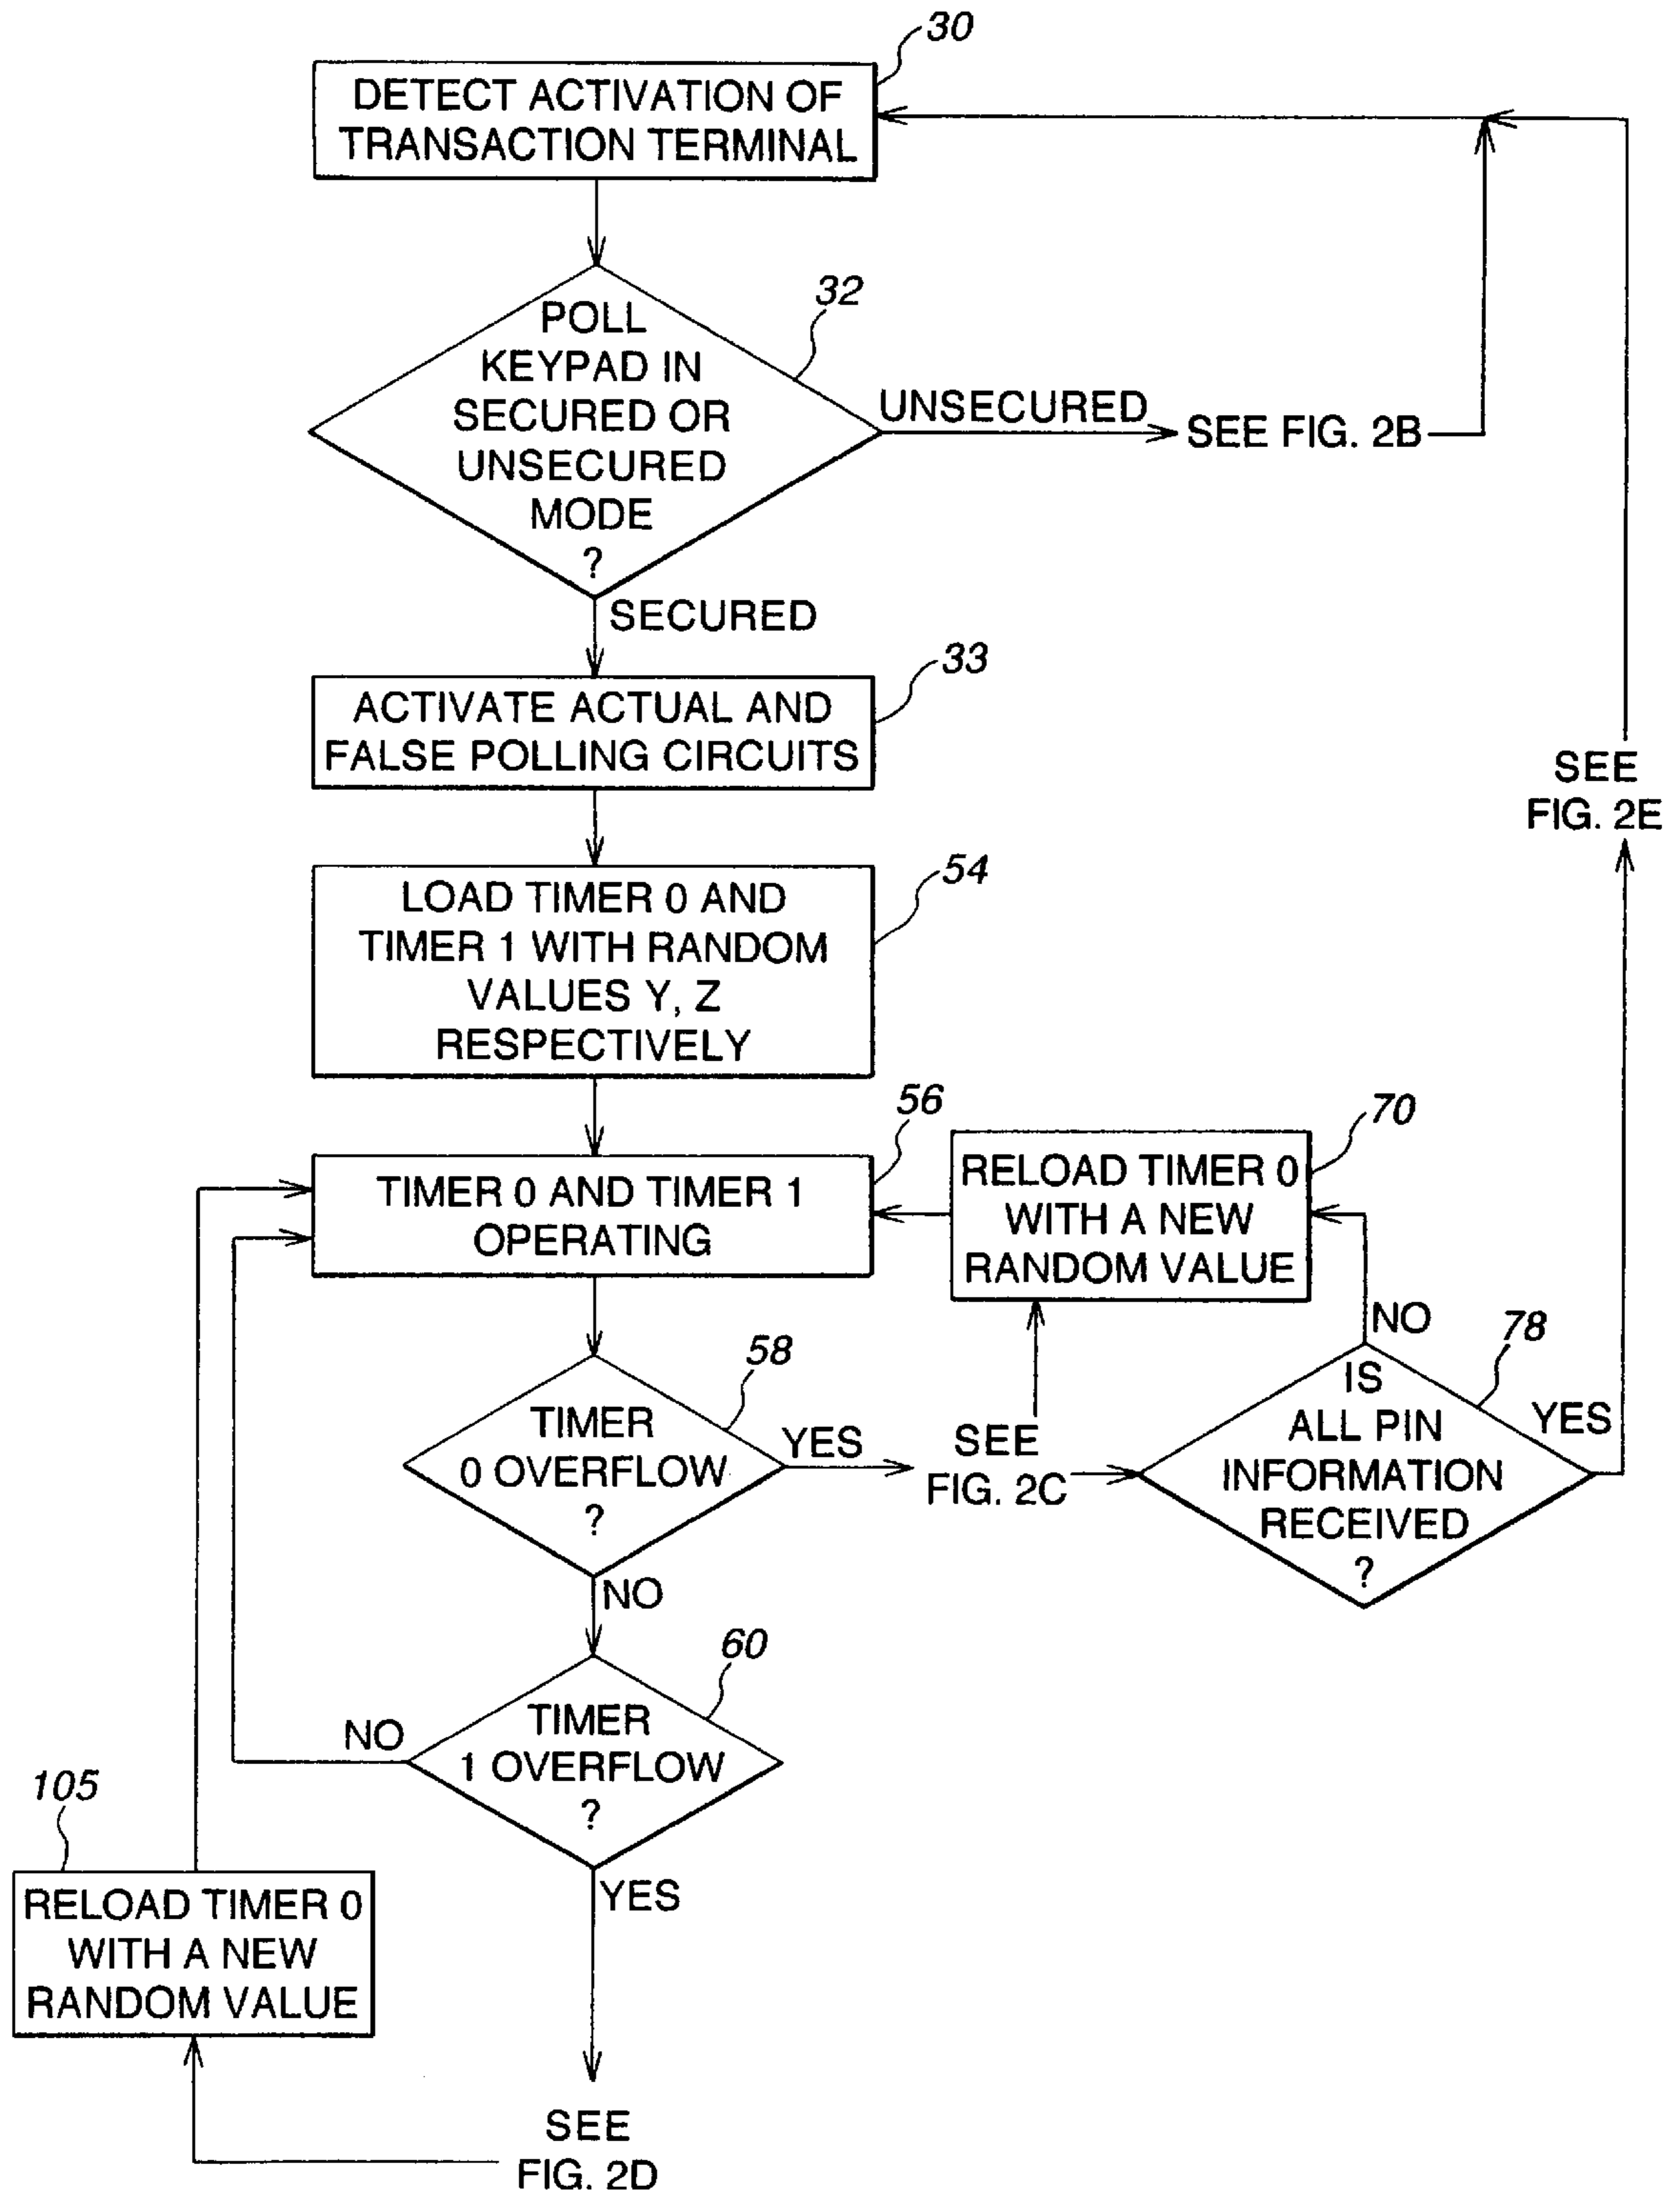 30
DETECT ACTIVATION OF
TRANSACTION TERMINAL
32
POLL
KEYPAD IN
SECURED OR
UNSECURED
MODE
?
UNSECURED
SEE FIG. 2B
SECURED
33
ACTIVATE ACTUAL AND
FALSE POLLING CIRCUITS
SEE
FIG. 2E
54
LOAD TIMER 0 AND
TIMER 1 WITH RANDOM
VALUES Y, Z
RESPECTIVELY
56
TIMER 0 AND TIMER 1
OPERATING
70
RELOAD TIMER 0
WITH A NEW
RANDOM VALUE
NO
58
TIMER
0 OVERFLOW
?
YES
SEE
FIG. 2C
78
IS
ALL PIN
INFORMATION
RECEIVED
?
YES
NO
60
TIMER
1 OVERFLOW
?
NO
YES
105
RELOAD TIMER 0
WITH A NEW
RANDOM VALUE
SEE
FIG. 2D